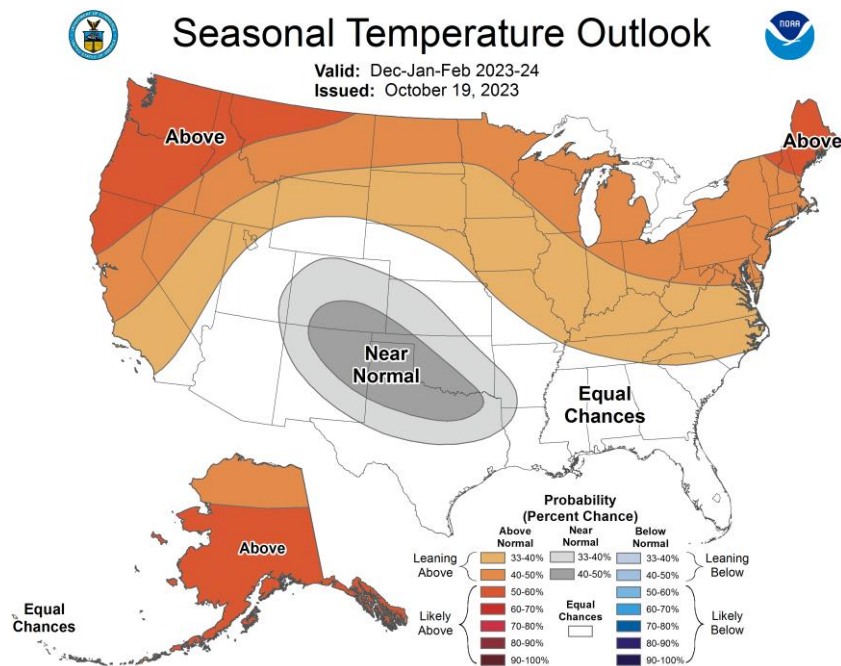 Seasonal Temperature Outlook
NOAA
Valid: Dec-Jan-Feb 2023-24
Issued: October 19, 2023
Above
Above
Near
Normal
Equal
Chances
Above
Equal
Chances
Probability
(Percent Chance)
Above
Normal
Near
Normal
Below
Normal
Leaning
Above
33-40%
40-50%
33-40%
40-50%
33-40%
40-50%
Leaning
Below
Likely
Above
50-60%
60-70%
70-80%
80-90%
90-100%
Equal
Chances
50-60%
60-70%
70-80%
80-90%
90-100%
Likely
Below